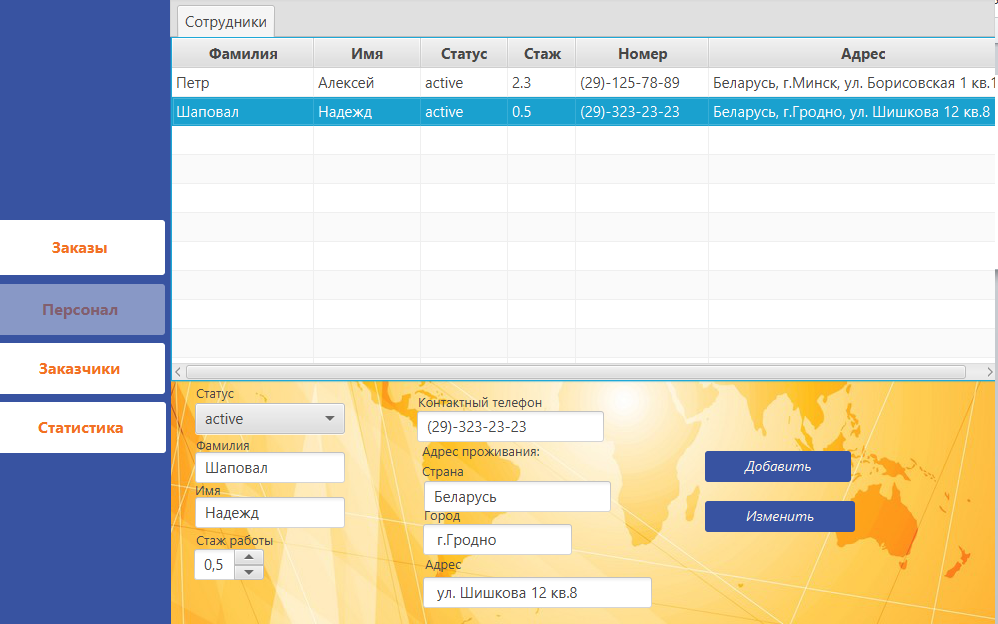 Сотрудники
Фамилия Имя Статус Стаж Номер Адрес
Петр Алексей active 2.3 (29)-125-78-89 Беларусь, г.Минск, ул. Борисовская 1 кв.1
Шаповал Надежд active 0.5 (29)-323-23-23 Беларусь, г.Гродно, ул. Шишкова 12 кв.8
Заказы
Персонал
Заказчики
Статистика
Статус
active
Фамилия
Шаповал
Имя
Надежд
Стаж работы
0,5
Контактный телефон
(29)-323-23-23
Адрес проживания:
Страна
Беларусь
Город
г.Гродно
Адрес
ул. Шишкова 12 кв.8
Добавить
Изменить